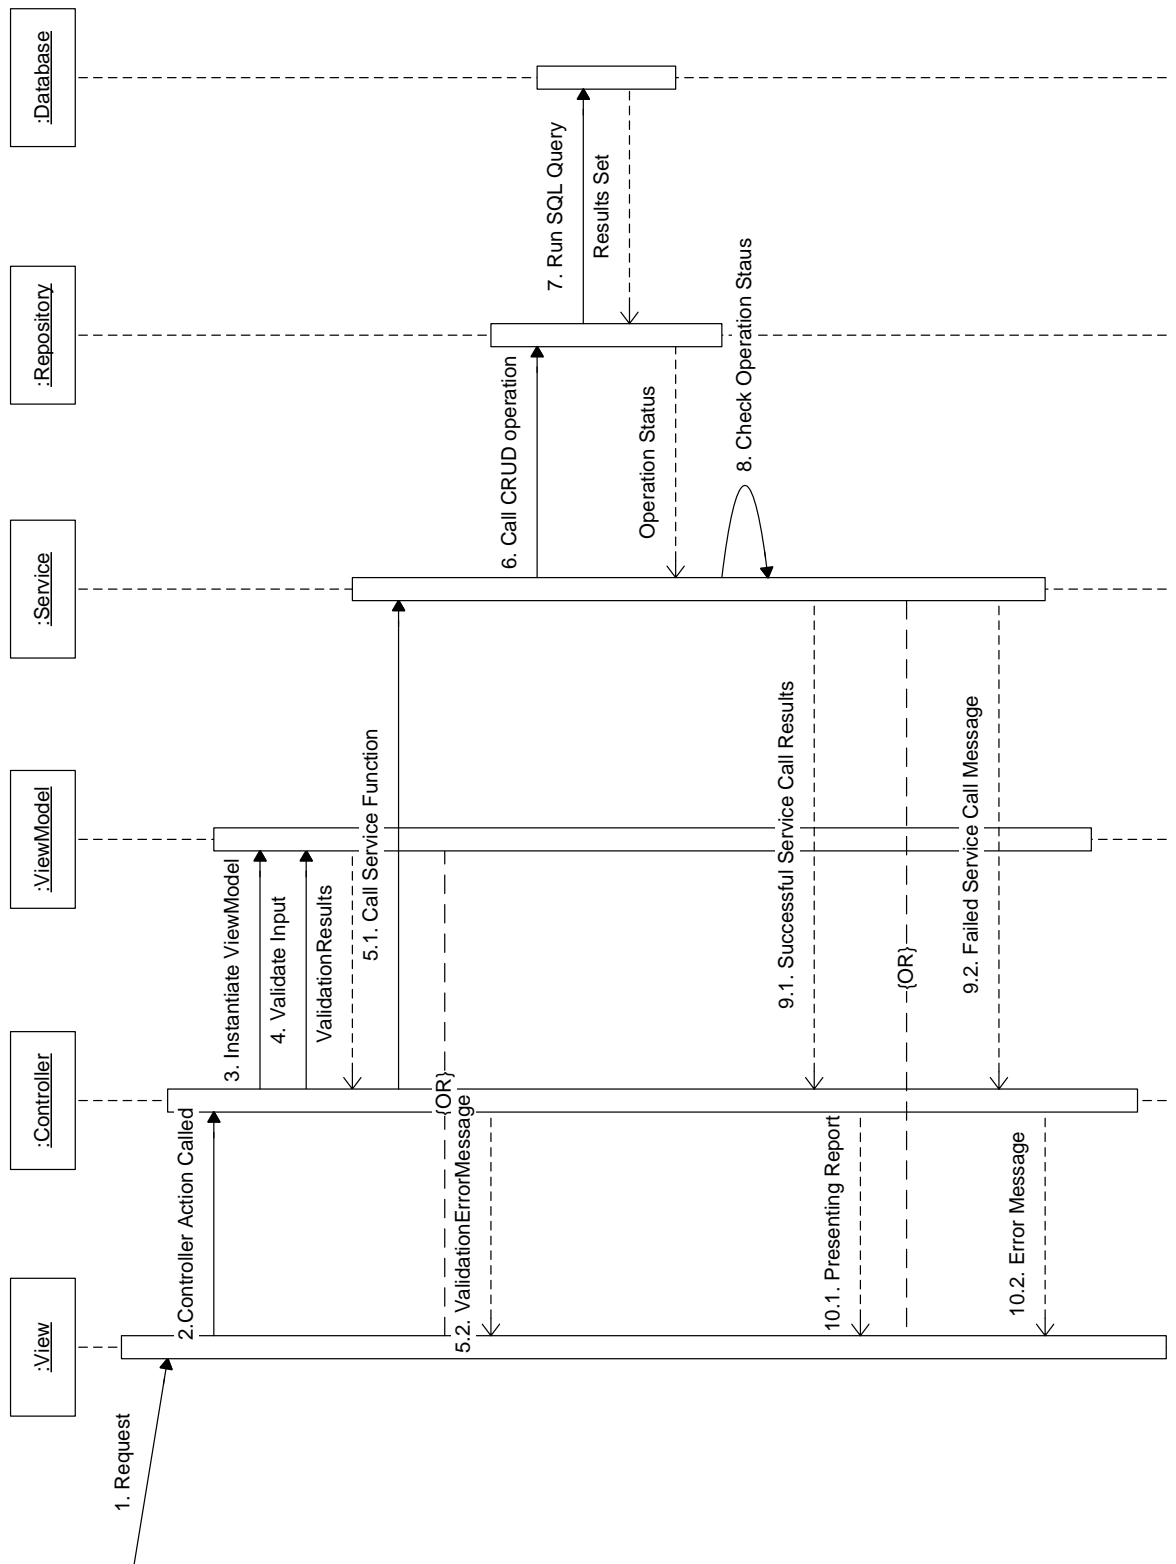 :View
:Controller
:ViewModel
:Service
:Repository
:Database
1. Request
2.Controller Action Called
3. Instantiate ViewModel
4. Validate Input
ValidationResults
5.1. Call Service Function
{OR}
5.2. ValidationErrorMessage
6. Call CRUD operation
7. Run SQL Query
Results Set
Operation Status
8. Check Operation Staus
9.1. Successful Service Call Results
10.1. Presenting Report
{OR}
9.2. Failed Service Call Message
10.2. Error Message